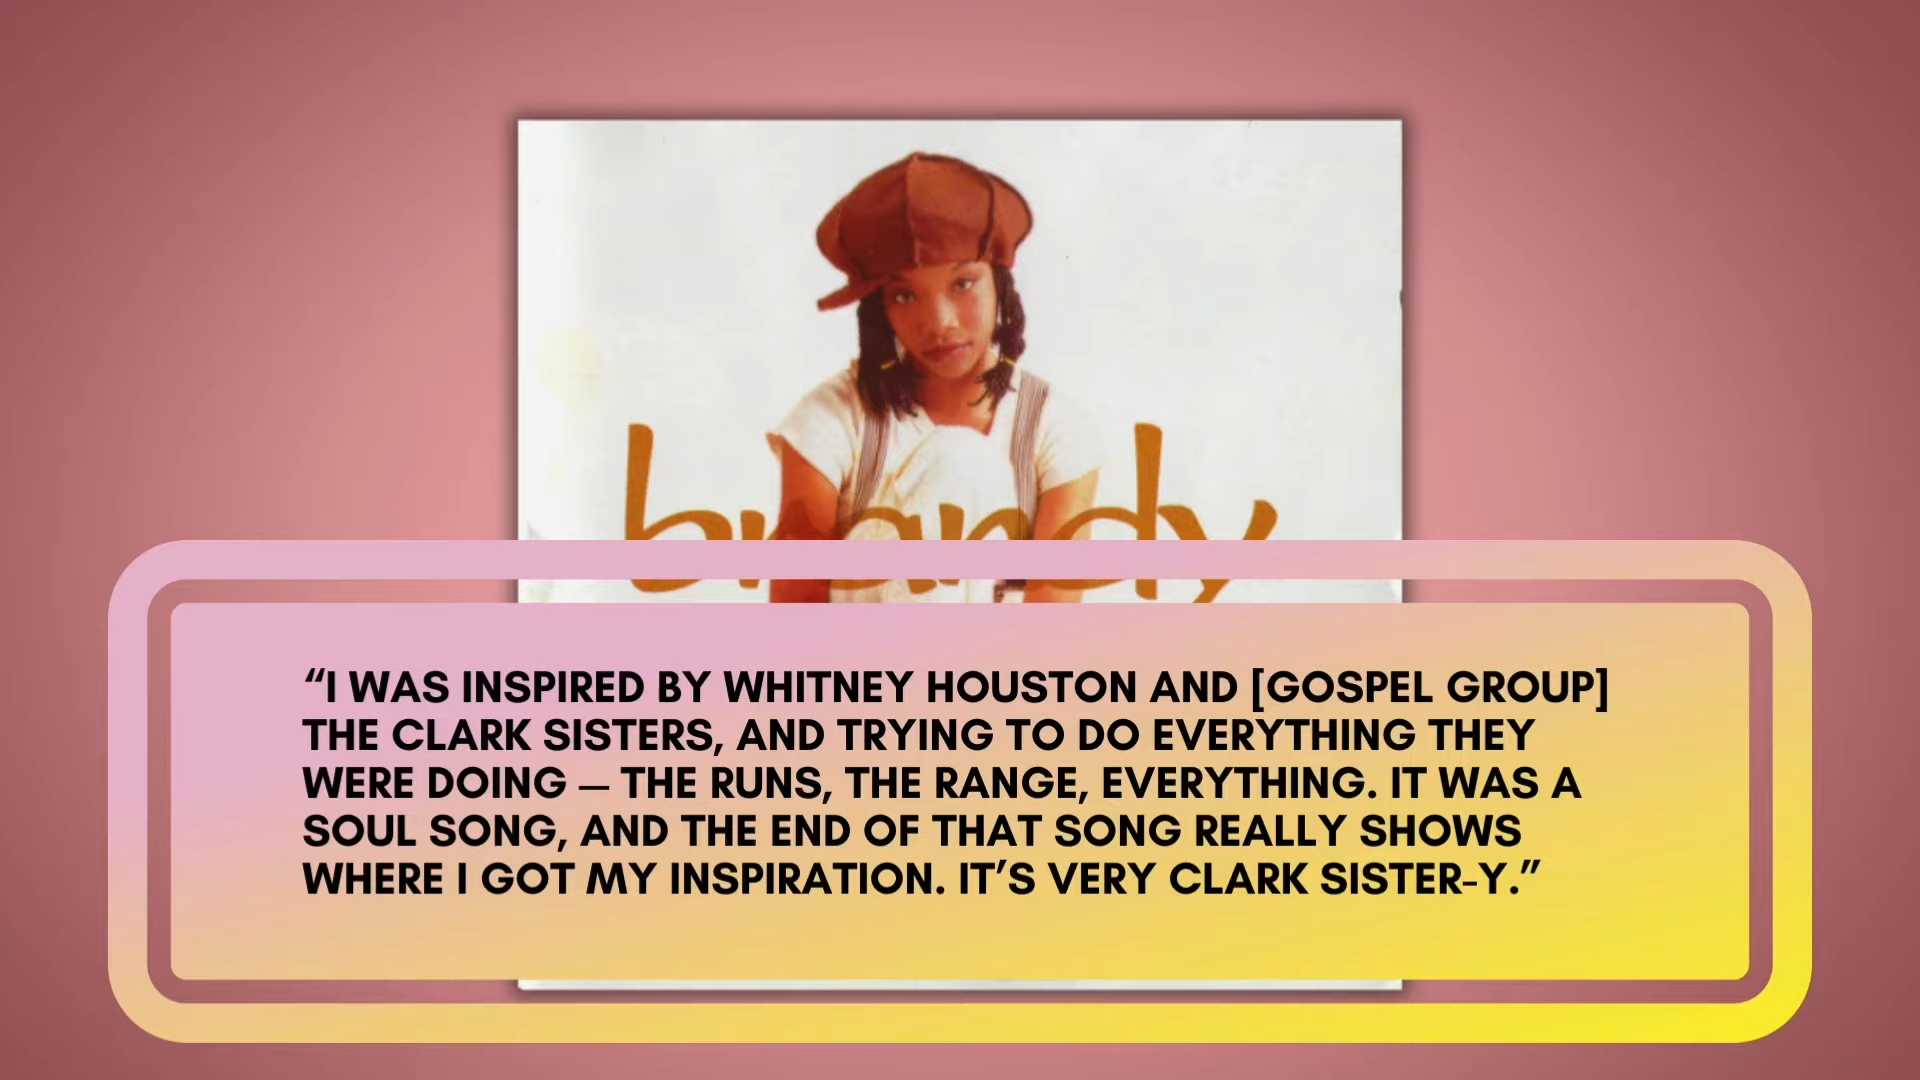 brandy
“I WAS INSPIRED BY WHITNEY HOUSTON AND [GOSPEL GROUP]
THE CLARK SISTERS, AND TRYING TO DO EVERYTHING THEY
WERE DOING — THE RUNS, THE RANGE, EVERYTHING. IT WAS A
SOUL SONG, AND THE END OF THAT SONG REALLY SHOWS
WHERE I GOT MY INSPIRATION. IT’S VERY CLARK SISTER-Y.”